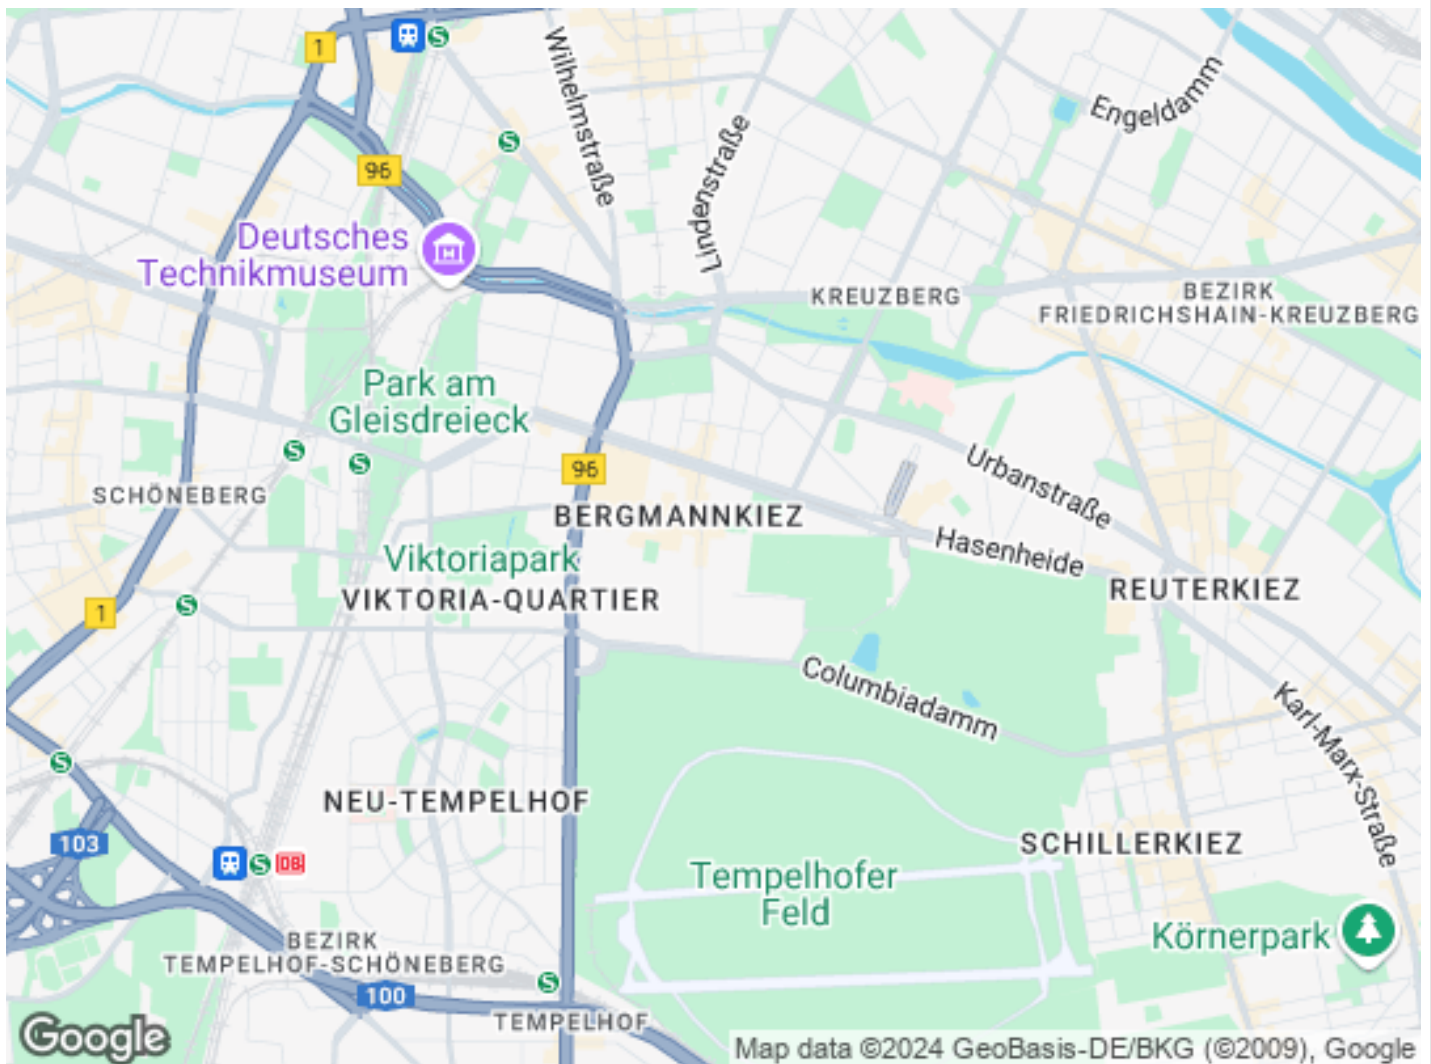 1
S
Wilhelmstraße
Engeldamm
S
96
Lindenstraße
Deutsches
Technikmuseum
KREUZBERG
BEZIRK
FRIEDRICHSHAIN-KREUZBERG
Park am
Gleisdreieck
S
S
96
Urbanstraße
SCHÖNEBERG
BERGMANNKIEZ
Hasenheide
Viktoriapark
REUTERKIEZ
VIKTORIA-QUARTIER
S
1
Columbiadamm
Karl-Marx-Straße
S
NEU-TEMPELHOF
103
SCHILLERKIEZ
S
DB
Tempelhofer
Feld
Körnerpark
BEZIRK
TEMPELHOF-SCHÖNEBERG
S
100
TEMPELHOF
Google
Map data ©2024 GeoBasis-DE/BKG (©2009), Google